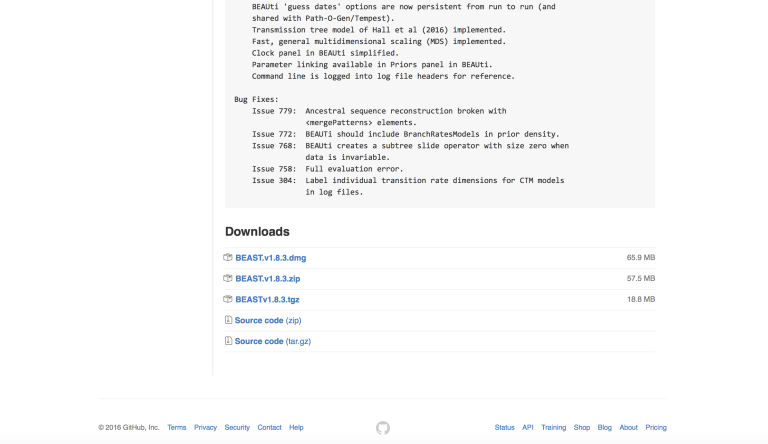 BEAUti 'guess dates' options are now persistent from run to run (and
shared with Path-O-Gen/Tempest).
Transmission tree model of Hall et al (2016) implemented.
Fast, general multidimensional scaling (MDS) implemented.
Clock panel in BEAUti simplified.
Parameter linking available in Priors panel in BEAUti.
Command line is logged into log file headers for reference.
Bug Fixes:
Issue 779: Ancestral sequence reconstruction broken with
<mergePatterns> elements.
Issue 772: BEAUTi should include BranchRatesModels in prior density.
Issue 768: BEAUti creates a subtree slide operator with size zero when
data is invariable.
Issue 758: Full evaluation error.
Issue 304: Label individual transition rate dimensions for CTM models
in log files.
Downloads
BEAST.v1.8.3.dmg 65.9 MB
BEAST.v1.8.3.zip 57.5 MB
BEASTv1.8.3.tgz 18.8 MB
Source code (zip)
Source code (tar.gz)
© 2016 GitHub, Inc. Terms Privacy Security Contact Help Status API Training Shop Blog About Pricing